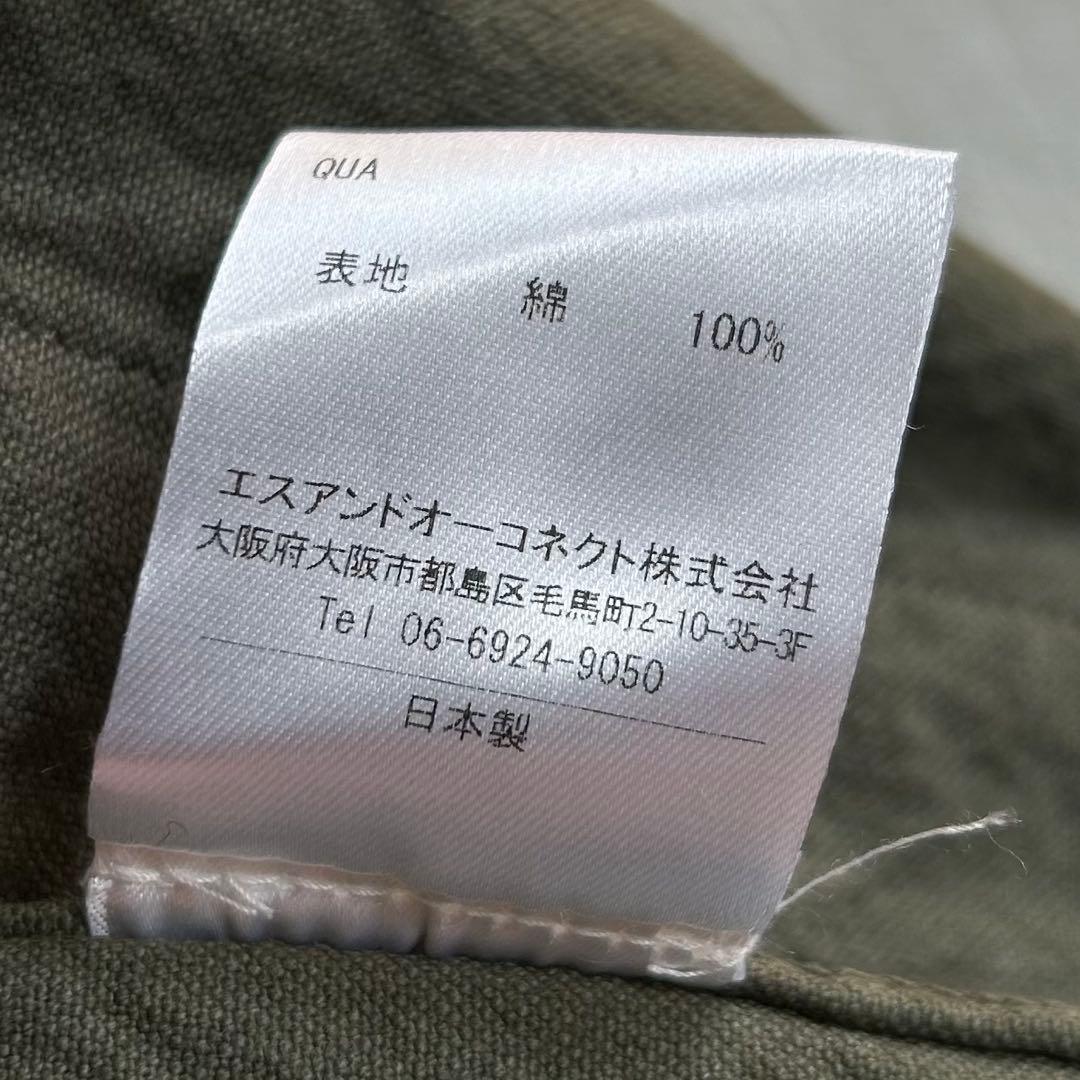 QUA
表地 綿 100%
エスアンドオーコネクト株式会社
大阪府大阪市都島区毛馬町2-10-35-3F
Tel 06-6924-9050
日本製